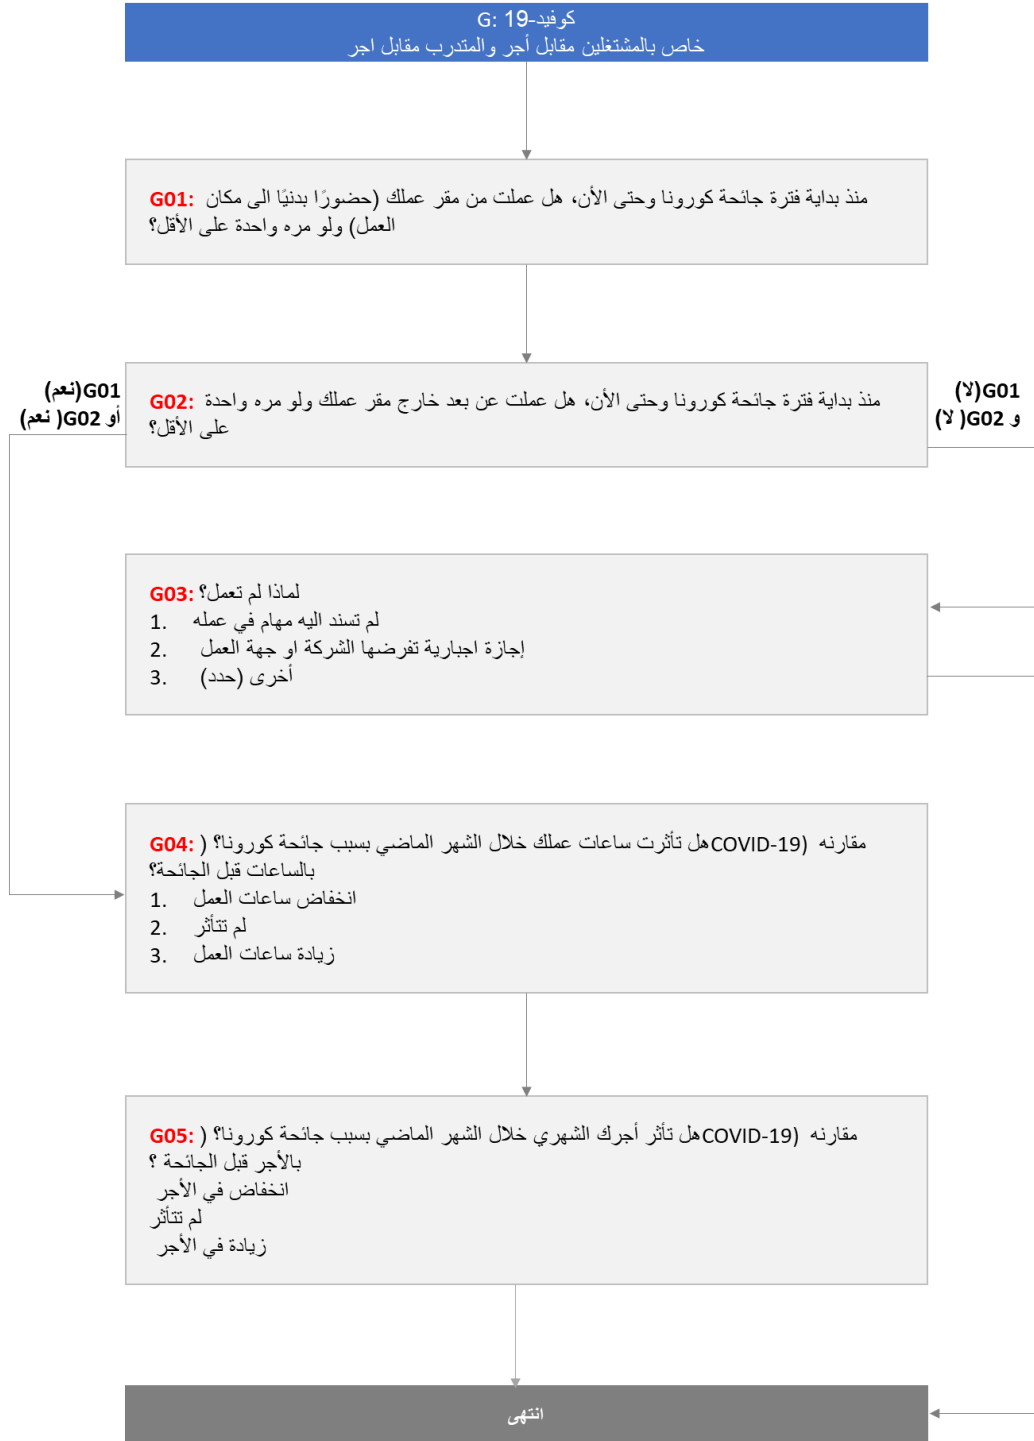 G: 19-كوفيد
خاص بالمشتغلين مقابل أجر والمتدرب مقابل اجر
G01: منذ بداية فترة جائحة كورونا وحتى الأن، هل عملت من مقر عملك (حضورًا بدنيًا الى مكان
العمل) ولو مره واحدة على الأقل؟
G01(نعم)
أو G02( نعم)
G02: منذ بداية فترة جائحة كورونا وحتى الأن، هل عملت عن بعد خارج مقر عملك ولو مره واحدة
على الأقل؟
G01(لا)
و G02( لا)
G03: لماذا لم تعمل؟
1. لم تسند اليه مهام في عمله
2. إجازة اجبارية تفرضها الشركة او جهة العمل
3. أخرى (حدد)
G04: هل تأثرت ساعات عملك خلال الشهر الماضي بسبب جائحة كورونا؟ (COVID-19) مقارنه
بالساعات قبل الجائحة؟
1. انخفاض ساعات العمل
2. لم تتأثر
3. زيادة ساعات العمل
G05: هل تأثر أجرك الشهري خلال الشهر الماضي بسبب جائحة كورونا؟ (COVID-19) مقارنه
بالأجر قبل الجائحة ؟
انخفاض في الأجر
لم تتأثر
زيادة في الأجر
انتهى